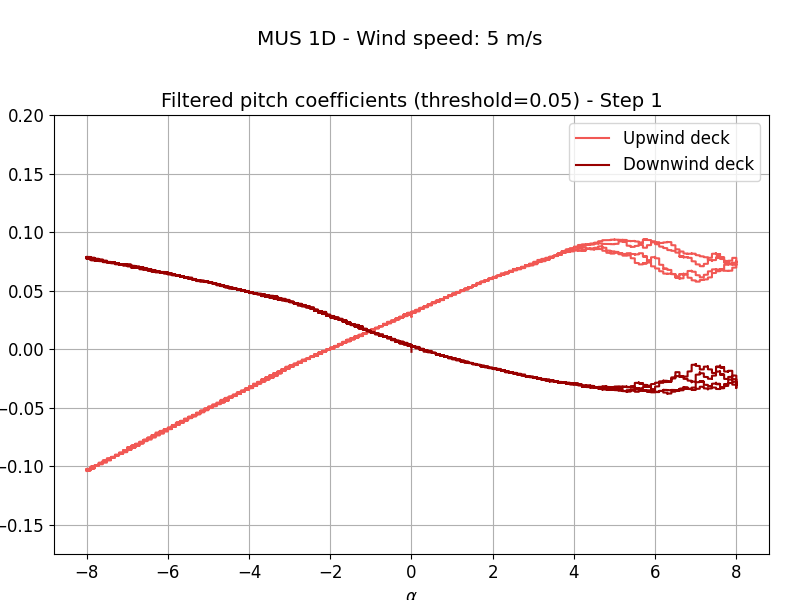 MUS 1D - Wind speed: 5 m/s
Filtered pitch coefficients (threshold=0.05) - Step 1
Upwind deck
Downwind deck
0.20
0.15
0.10
0.05
0.00
−0.05
−0.10
−0.15
−8 −6 −4 −2 0 2 4 6 8
α